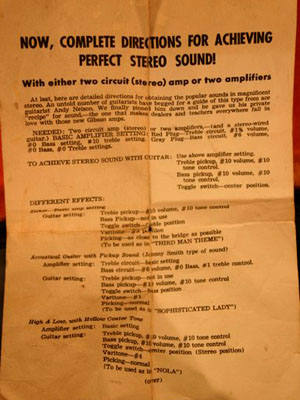 NOW, COMPLETE DIRECTIONS FOR ACHIEVING
PERFECT STEREO SOUND!
With either two circuit (stereo) amp or two amplifiers
At last, here are detailed directions for obtaining the popular sounds in magnificent
stereo. An untold number of guitarists have begged for a guide of this type from ace
guitarist Andy Nelson. We finally pinned him down and he gave us his private
"recipe" for sound,—the one that makes dealers and teachers everywhere fall in
love with those new Gibson amps.
NEEDED: Two circuit amp (stereo) or two amplifiers,—(and a stereo-wired
guitar.) BASIC AMPLIFIER SETTING: Red Plug—Treble circuit, #1½ volume,
#0 Bass setting, #10 treble setting. Grey Plug—Bass circuit, #6 volume,
#0 Bass, #0 Treble settings.
TO ACHIEVE STEREO SOUND WITH GUITAR: Use above amplifier setting.
Treble pickup, #10 volume, #10
tone control.
Bass pickup, #10 volume, #10
tone control.
Toggle switch—center position.
DIFFERENT EFFECTS:
Basic setting
Guitar setting: Treble pickup—#10 volume, #10 tone control
Bass Pickup—not in use
Toggle switch— position
Varitone—#2 position
Picking—as close to the bridge as possible
(To be used as in "THIRD MAN THEME")
Acoustical Guitar with Pickup Sound (Johnny Smith type of sound)
Amplifier setting: Treble circuit—basic setting
Bass circuit—#6 volume, #0 Bass, #1 treble control.
Guitar setting: Treble pickup—not in use
Bass pickup—#10 volume, #10 tone control
Toggle switch—bass position
Varitone—#1
Picking—normal
(To be used as in "SOPHISTICATED LADY")
High & Low, with Hollow Center Tone
Amplifier setting: Basic setting
Guitar setting: Treble pickup, #10 volume, #10 tone control
Bass pickup, #10 volume, #10 tone control
Toggle switch—center position (Stereo position)
Varitone—#4
Picking—normal
(To be used as in "NOLA")
(over)